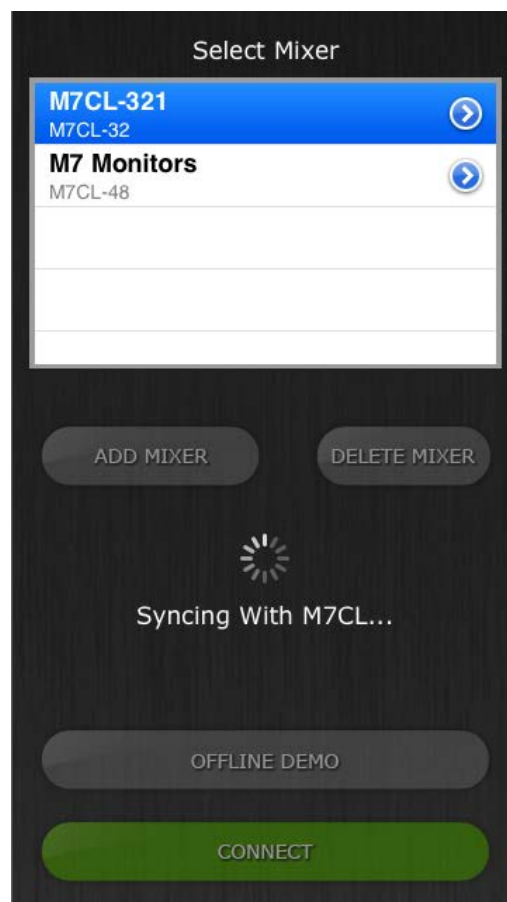 Select Mixer
M7CL-321
M7CL-32
M7 Monitors
M7CL-48
ADD MIXER DELETE MIXER
Syncing With M7CL...
OFFLINE DEMO
CONNECT